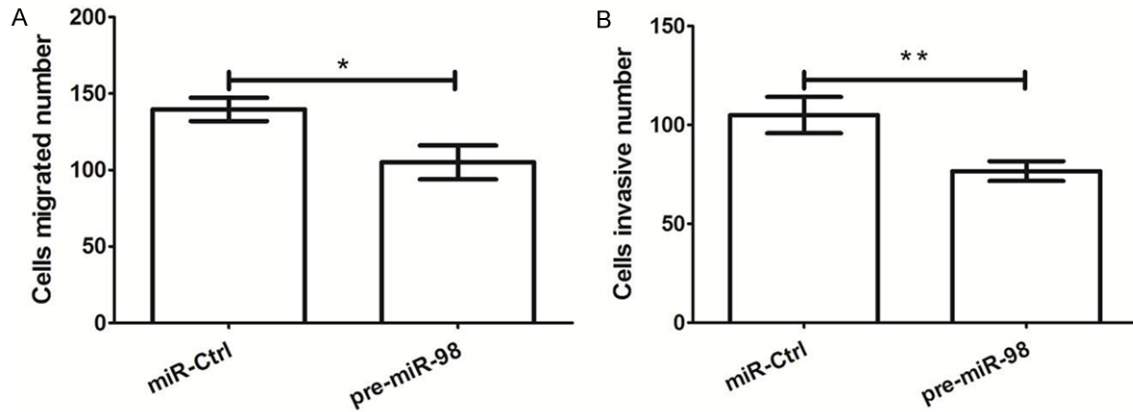 A
Cells migrated number
200
150
100
50
0
*
miR-Ctrl
pre-miR-98
B
Cells invasive number
150
100
50
0
**
miR-Ctrl
pre-miR-98